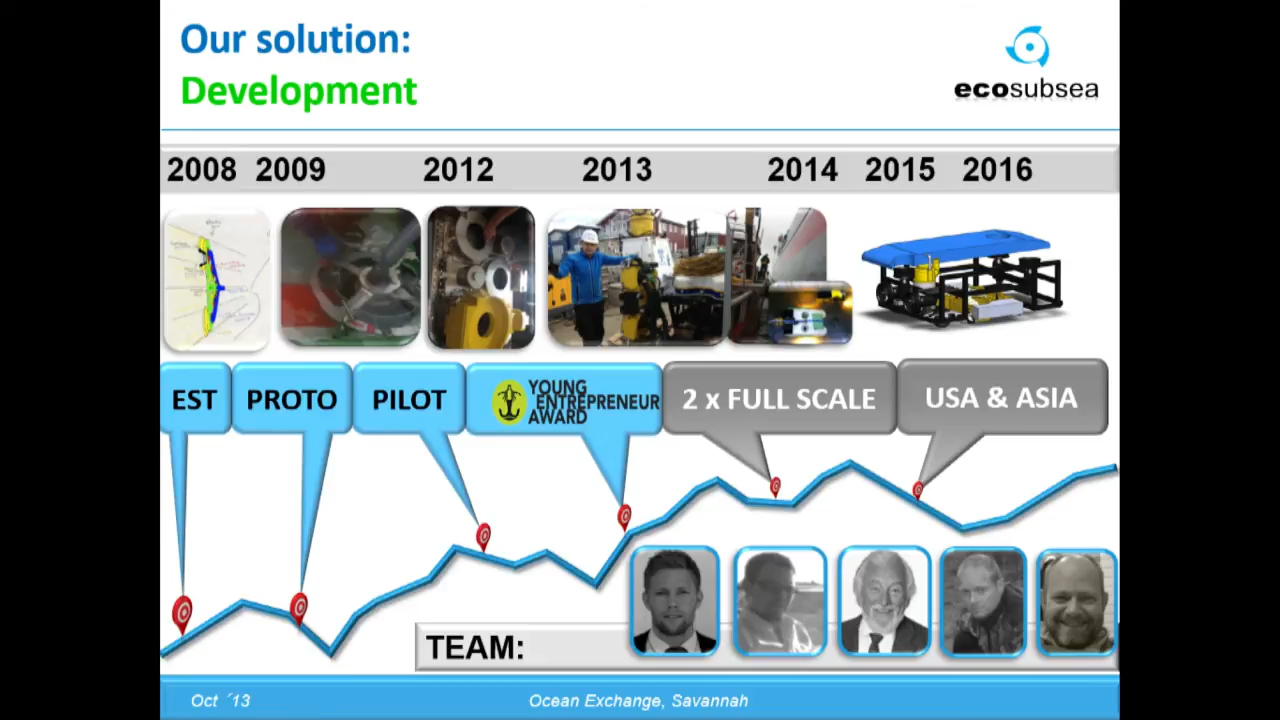 Our solution:
Development
ecosubsea
2008 2009 2012 2013 2014 2015 2016
EST PROTO PILOT YOUNG ENTREPRENEUR AWARD 2 x FULL SCALE USA & ASIA
TEAM:
Oct ´13 Ocean Exchange, Savannah